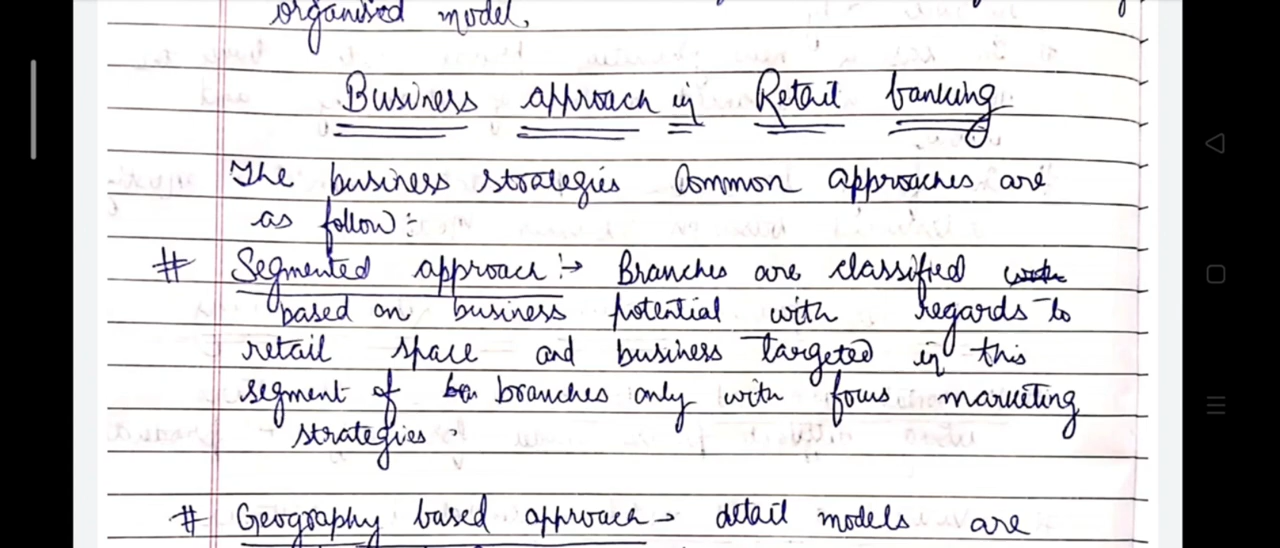 organised model.
Business approach in Retail banking
The business strategies Common approaches are
as follow:-
# Segmented approach :→ Branches are classified
based on business potential with regards to
retail space and business targeted in this
segment of branches only with focus marketing
strategies.
# Geography based approach → detail models are